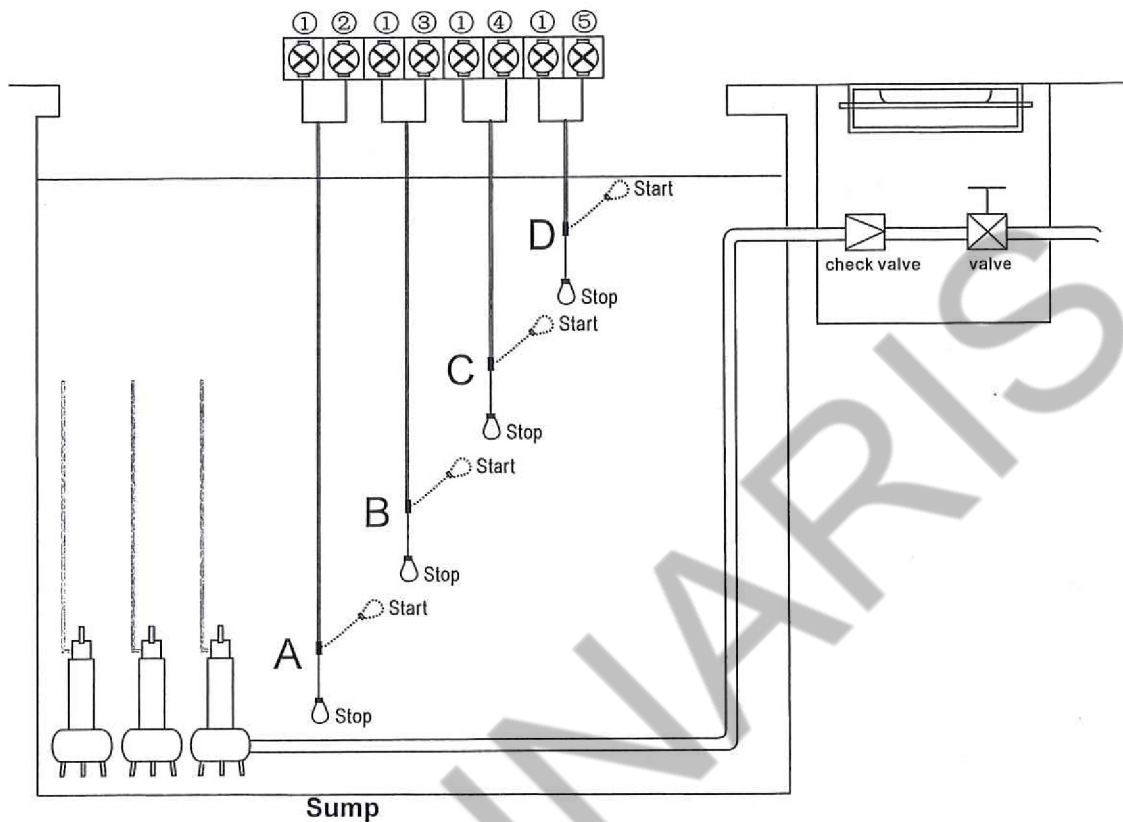 ① ② ① ③ ① ④ ① ⑤
Start
D
Stop
check valve
valve
Start
C
Stop
Start
B
Stop
Start
A
Stop
Sump
INARIS